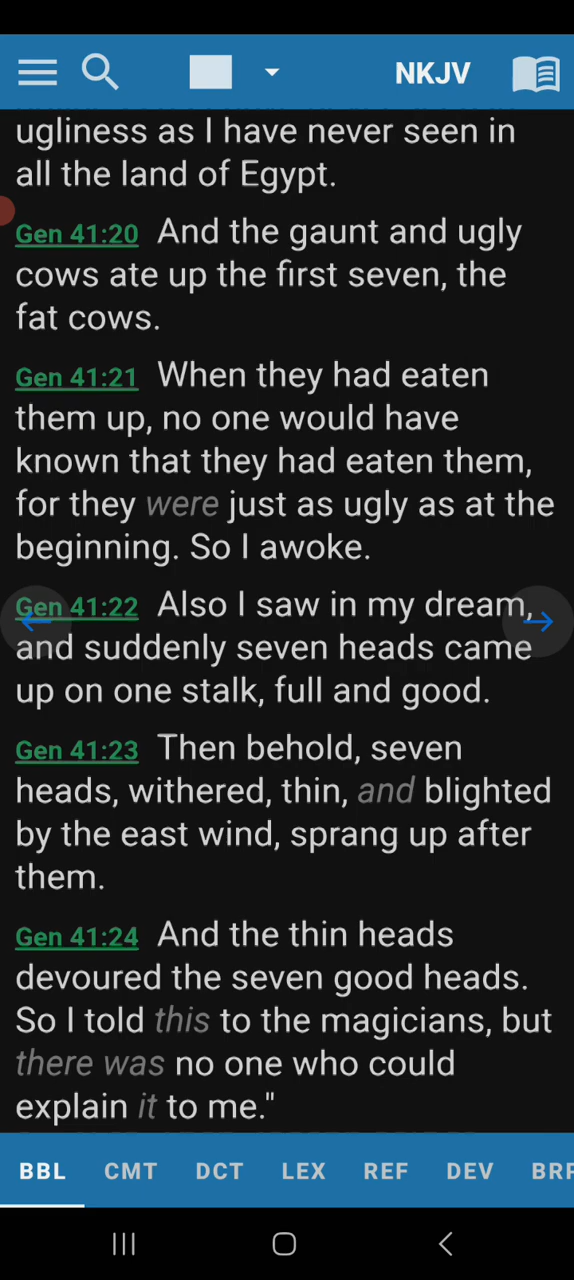 NKJV
ugliness as I have never seen in
all the land of Egypt.
Gen 41:20 And the gaunt and ugly
cows ate up the first seven, the
fat cows.
Gen 41:21 When they had eaten
them up, no one would have
known that they had eaten them,
for they were just as ugly as at the
beginning. So I awoke.
Gen 41:22 Also I saw in my dream,
and suddenly seven heads came
up on one stalk, full and good.
Gen 41:23 Then behold, seven
heads, withered, thin, and blighted
by the east wind, sprang up after
them.
Gen 41:24 And the thin heads
devoured the seven good heads.
So I told this to the magicians, but
there was no one who could
explain it to me."
BBL CMT DCT LEX REF DEV BRF